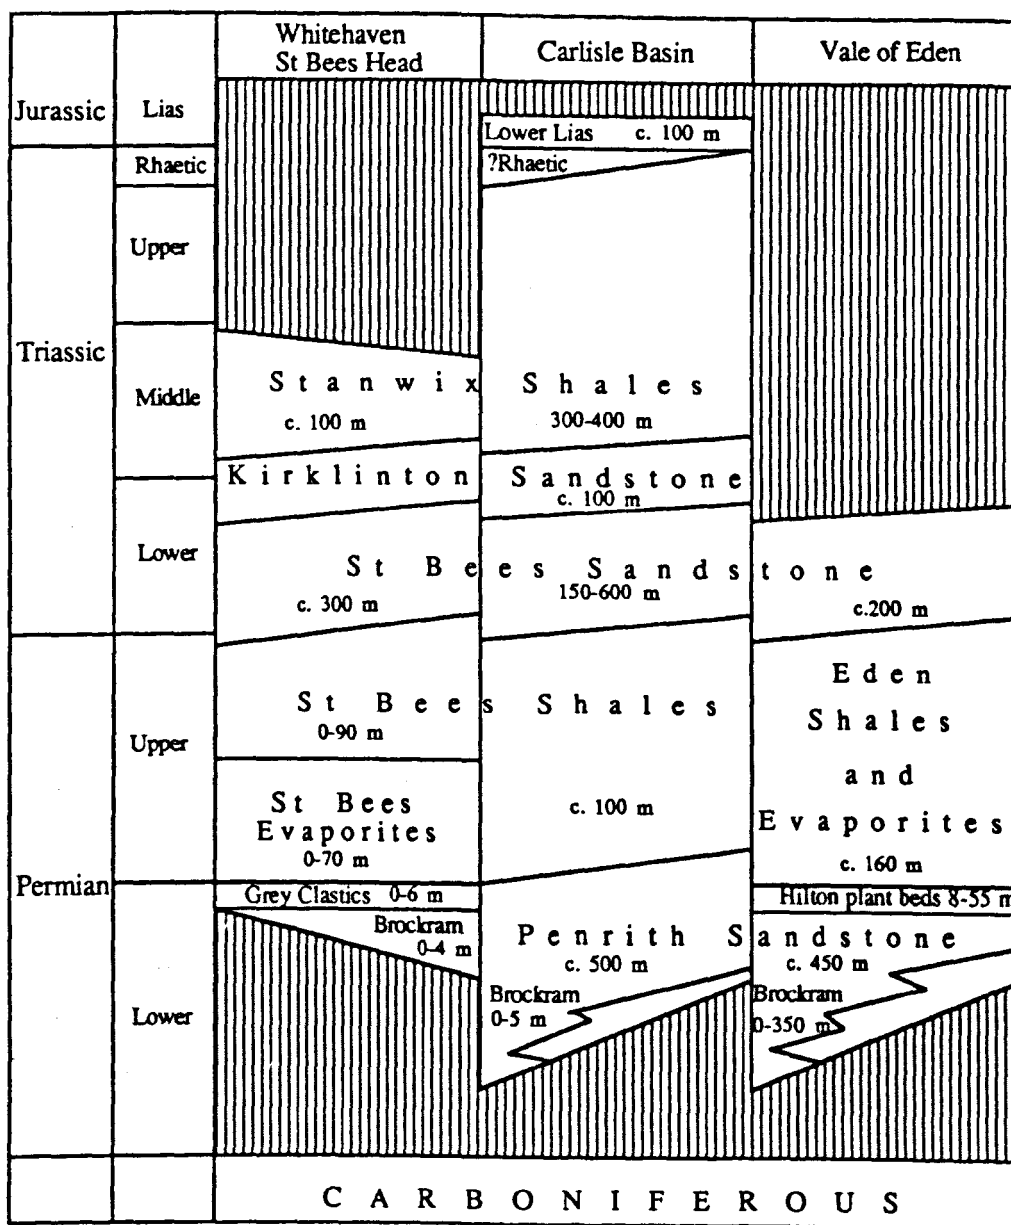 Whitehaven
St Bees Head
Carlisle Basin
Vale of Eden
Jurassic
Lias
Lower Lias c. 100 m
Rhaetic
?Rhaetic
Upper
Triassic
Middle
Stanwix Shales
c. 100 m
300-400 m
Kirklinton Sandstone
c. 100 m
Lower
St Bees Sandstone
c. 300 m
150-600 m
c.200 m
Upper
St Bees Shales
0-90 m
c. 100 m
Eden
Shales
and
Evaporites
c. 160 m
St Bees
Evaporites
0-70 m
Permian
Grey Clastics 0-6 m
Hilton plant beds 8-55 m
Brockram
0-4 m
Penrith Sandstone
c. 500 m
c. 450 m
Brockram
0-5 m
Brockram
0-350 m
Lower
CARBONIFEROUS